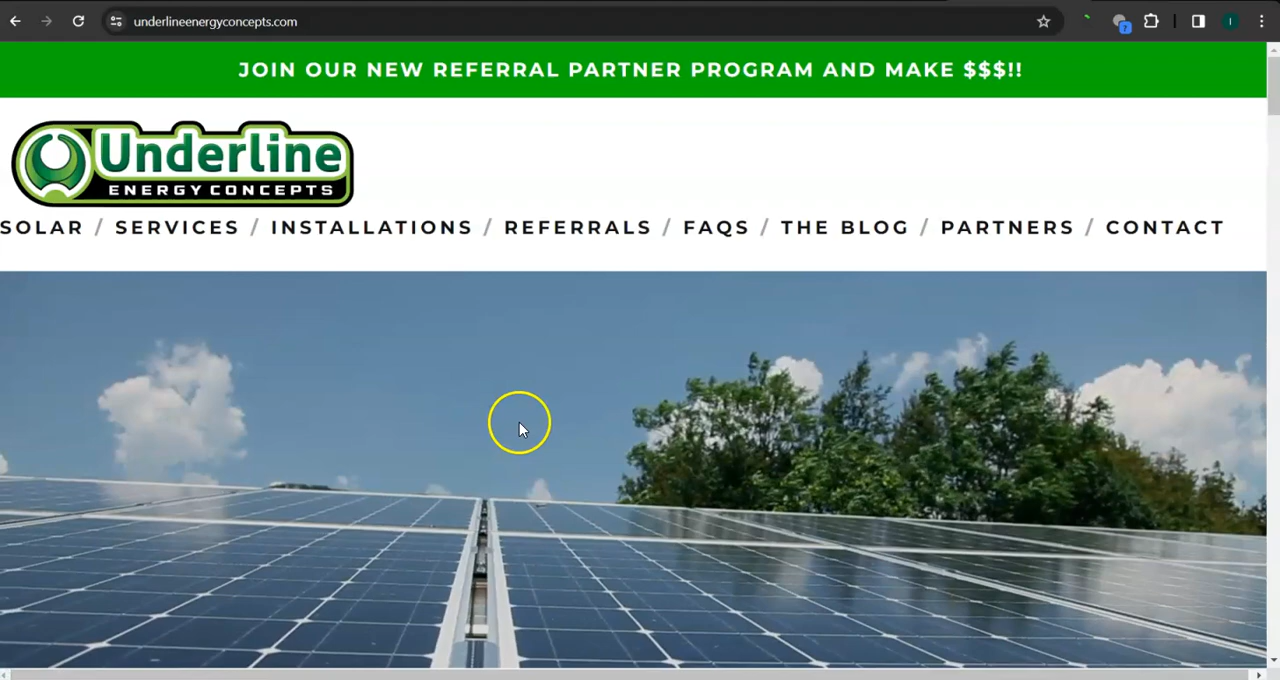 underlineenergyconcepts.com
JOIN OUR NEW REFERRAL PARTNER PROGRAM AND MAKE $$$!!
Underline
ENERGY CONCEPTS
SOLAR / SERVICES / INSTALLATIONS / REFERRALS / FAQS / THE BLOG / PARTNERS / CONTACT